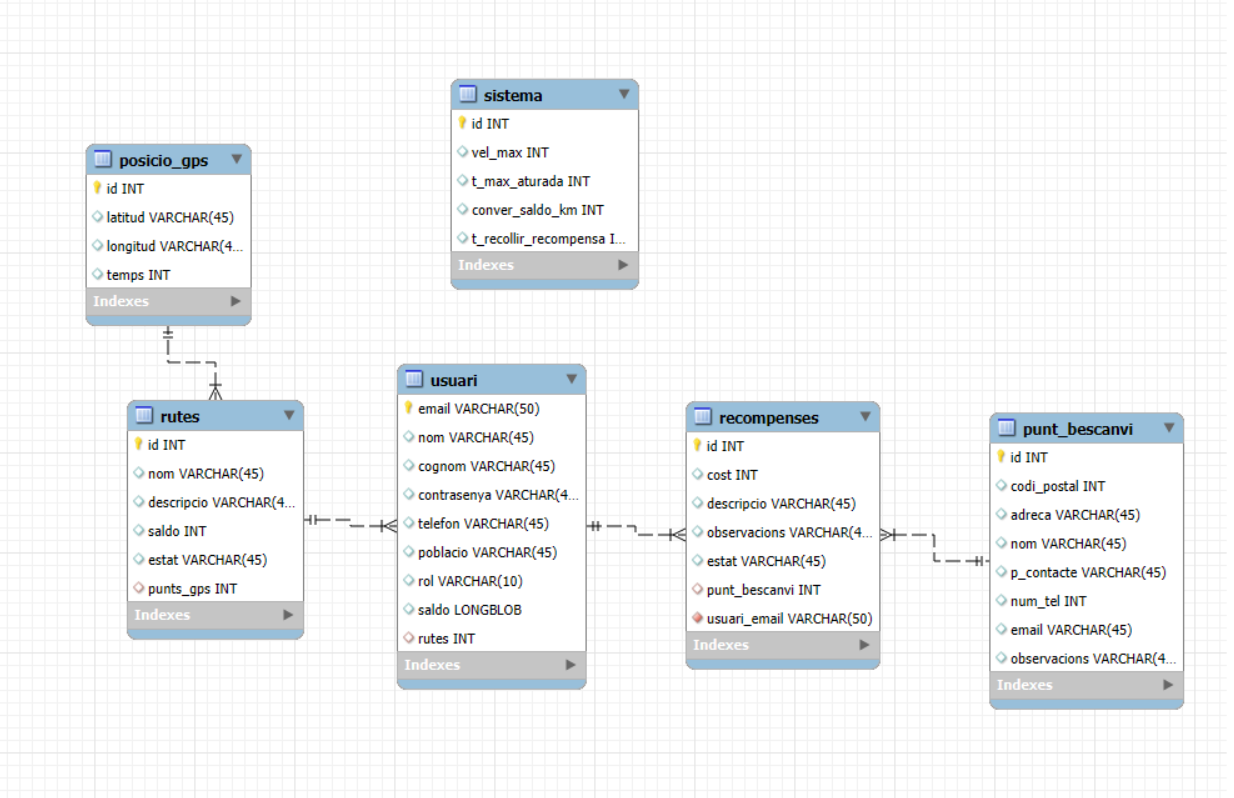 sistema
id INT
vel_max INT
t_max_aturada INT
conver_saldo_km INT
t_recollir_recompensa I...
Indexes
posicio_gps
id INT
latitud VARCHAR(45)
longitud VARCHAR(4...
temps INT
Indexes
rutes
id INT
nom VARCHAR(45)
descripcio VARCHAR(4...
saldo INT
estat VARCHAR(45)
punts_gps INT
Indexes
usuari
email VARCHAR(50)
nom VARCHAR(45)
cognom VARCHAR(45)
contrasenya VARCHAR(4...
telefon VARCHAR(45)
poblacio VARCHAR(45)
rol VARCHAR(10)
saldo LONGBLOB
rutes INT
Indexes
recompenses
id INT
cost INT
descripcio VARCHAR(45)
observacions VARCHAR(4...
estat VARCHAR(45)
punt_bescanvi INT
usuari_email VARCHAR(50)
Indexes
punt_bescanvi
id INT
codi_postal INT
adreca VARCHAR(45)
nom VARCHAR(45)
p_contacte VARCHAR(45)
num_tel INT
email VARCHAR(45)
observacions VARCHAR(4...
Indexes